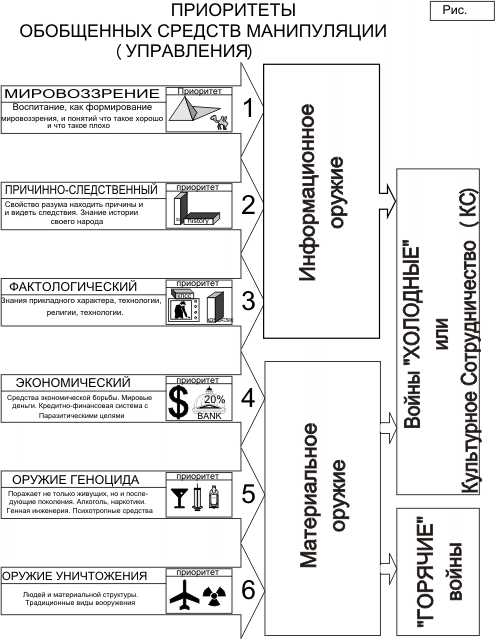 ПРИОРИТЕТЫ
Рис.
ОБОБЩЕННЫХ СРЕДСТВ МАНИПУЛЯЦИИ
( УПРАВЛЕНИЯ)
МИРОВОЗЗРЕНИЕ
Воспитание, как формирование
мировоззрения, и понятий что такое хорошо
и что такое плохо
Приоритет
1
ПРИЧИННО-СЛЕДСТВЕННЫЙ
Свойство разума находить причины и
и видеть следствия. Знание истории
своего народа
приоритет
history
2
ФАКТОЛОГИЧЕСКИЙ
Знания прикладного характера, технологии,
религии, технологии.
приоритет
3
Информационное
оружие
ЭКОНОМИЧЕСКИЙ
Средства экономической борьбы. Мировые
деньги. Кредитно-финансовая система с
Паразитическими целями
приоритет
$
20%
BANK
4
ОРУЖИЕ ГЕНОЦИДА
Поражает не только живущих, но и после-
дующие поколения. Алкоголь, наркотики.
Генная инженерия. Психотропные средства
приоритет
5
ОРУЖИЕ УНИЧТОЖЕНИЯ
Людей и материальной структуры.
Традиционные виды вооружения
приоритет
6
Материальное
оружие
Войны "ХОЛОДНЫЕ"
или
Культурное Сотрудничество ( КС)
"ГОРЯЧИЕ"
войны